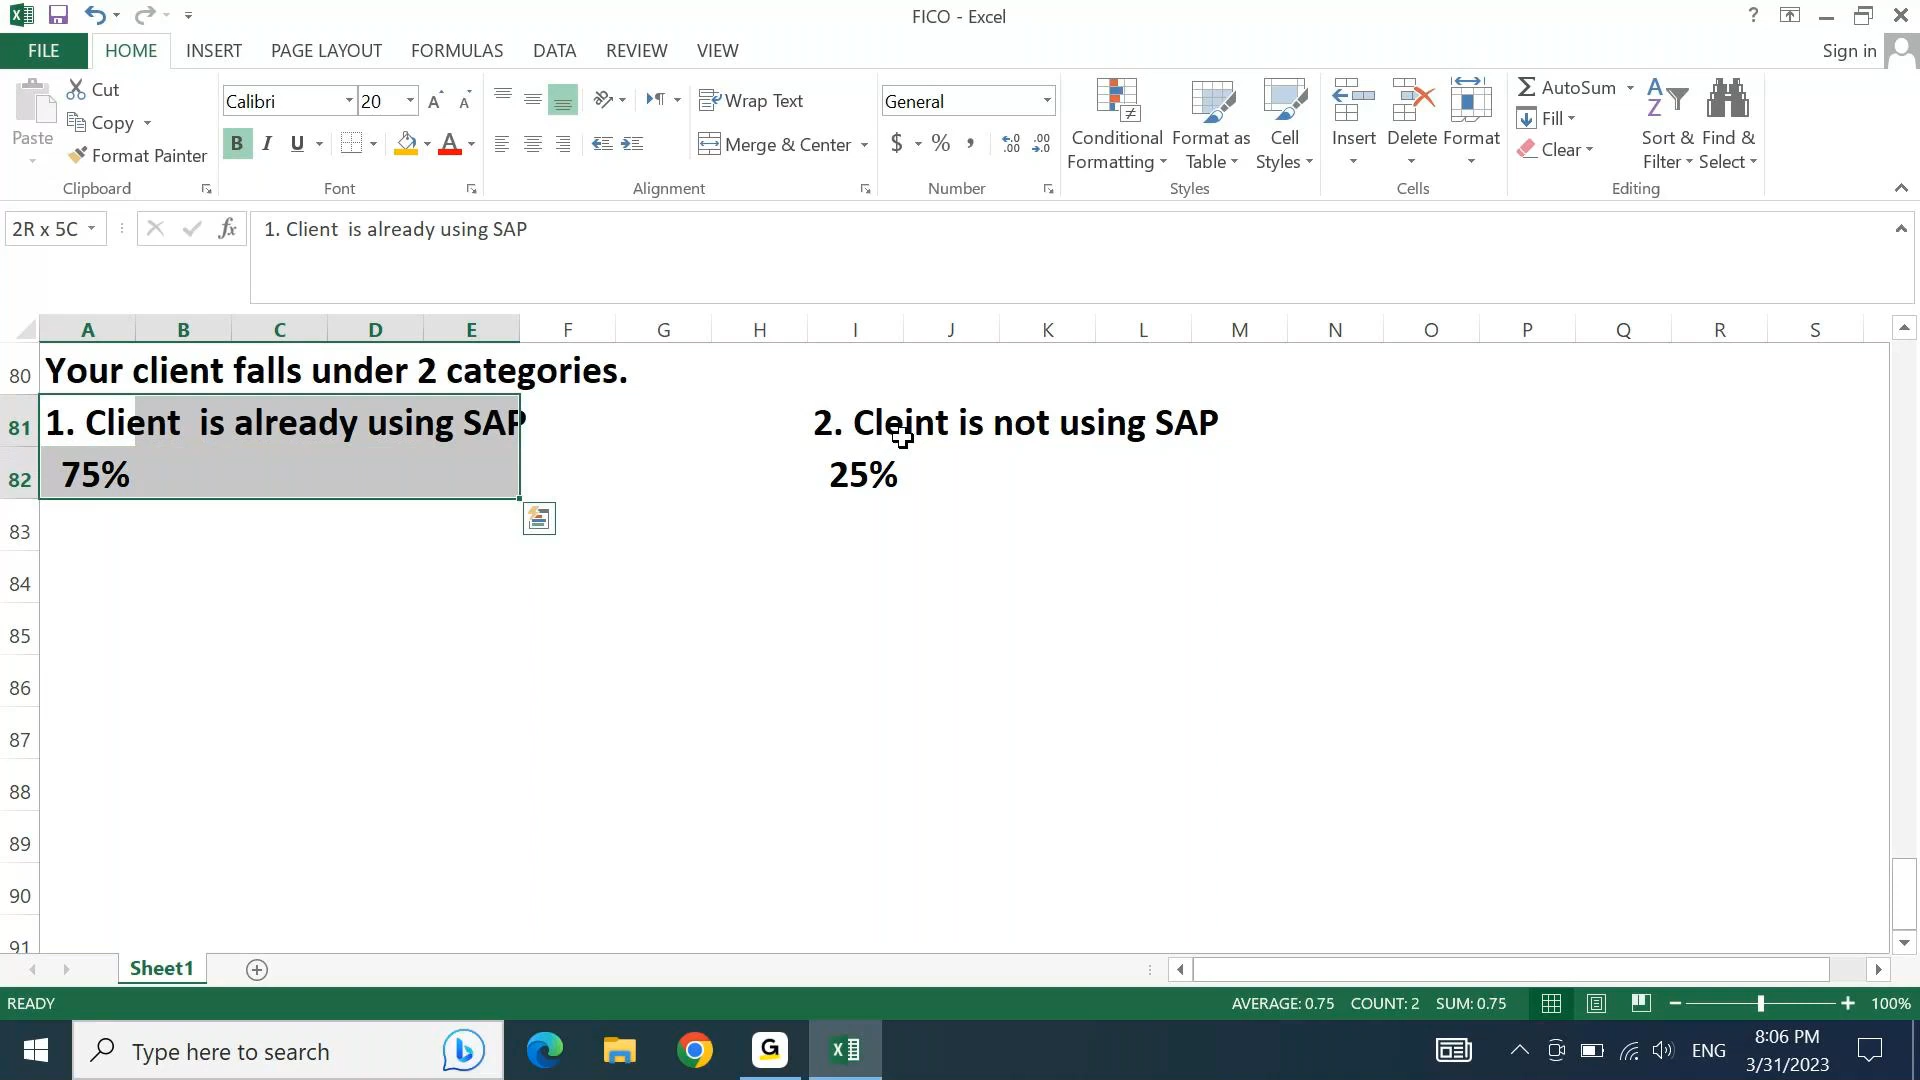 FICO - Excel
?
FILE HOME INSERT PAGE LAYOUT FORMULAS DATA REVIEW VIEW Sign in
Paste
Cut
Copy
Format Painter
Clipboard
Calibri 20
B I U
Font
Wrap Text
Merge & Center
Alignment
General
$ % ,
Number
Conditional Formatting
Format as Table
Cell Styles
Styles
Insert Delete Format
Cells
AutoSum
Fill
Clear
Sort & Filter
Find & Select
Editing
2R x 5C fx 1. Client  is already using SAP
A B C D E F G H I J K L M N O P Q R S
80 Your client falls under 2 categories.
81 1. Client  is already using SAP 2. Cleint is not using SAP
82 75% 25%
83
84
85
86
87
88
89
90
91
Sheet1
READY AVERAGE: 0.75 COUNT: 2 SUM: 0.75 100%
Type here to search
ENG
8:06 PM
3/31/2023